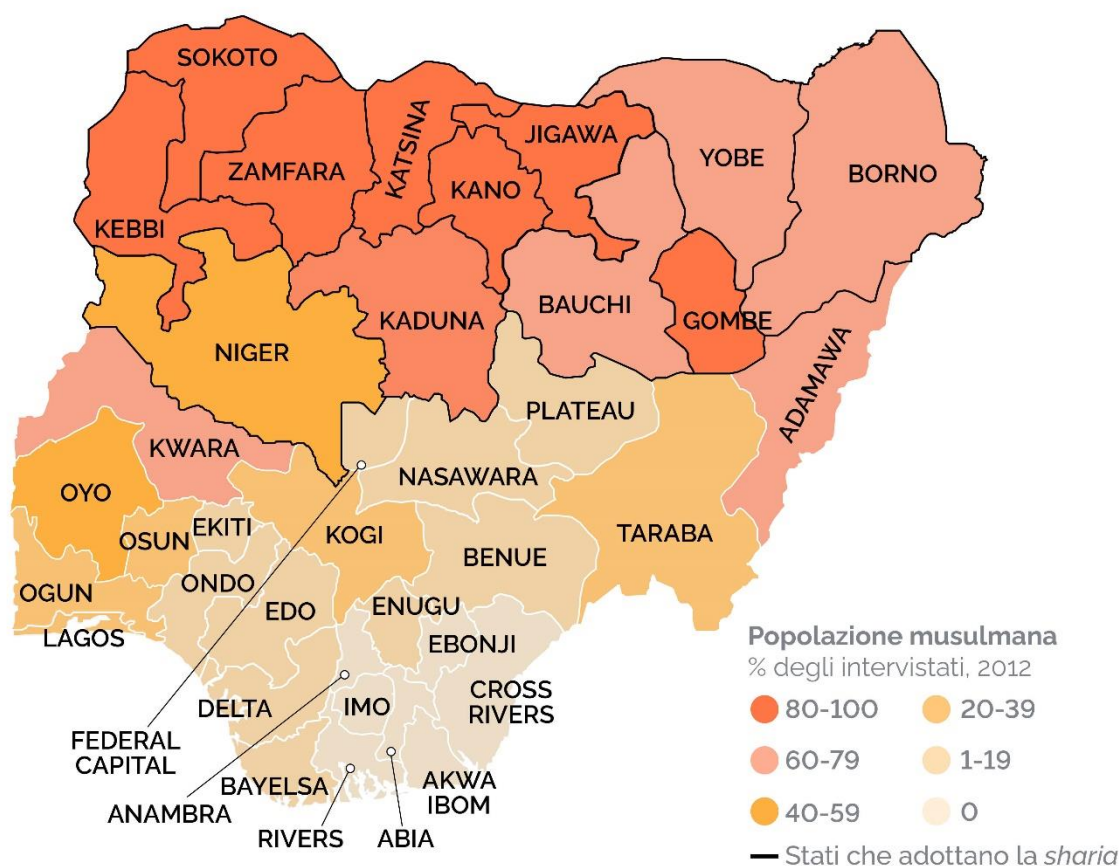 SOKOTO
KATSINA
JIGAWA
ZAMFARA
KANO
YOBE
BORNO
KEBBI
BAUCHI
GOMBE
KADUNA
NIGER
ADAMAWA
PLATEAU
KWARA
NASAWARA
OYO
TARABA
OSUN
EKITI
KOGI
BENUE
ONDO
OGUN
EDO
ENUGU
LAGOS
EBONJI
CROSS
RIVERS
DELTA
IMO
FEDERAL
CAPITAL
BAYELSA
AKWA
IBOM
ANAMBRA
RIVERS
ABIA
Popolazione musulmana
% degli intervistati, 2012
80-100
20-39
60-79
1-19
40-59
0
Stati che adottano la sharia